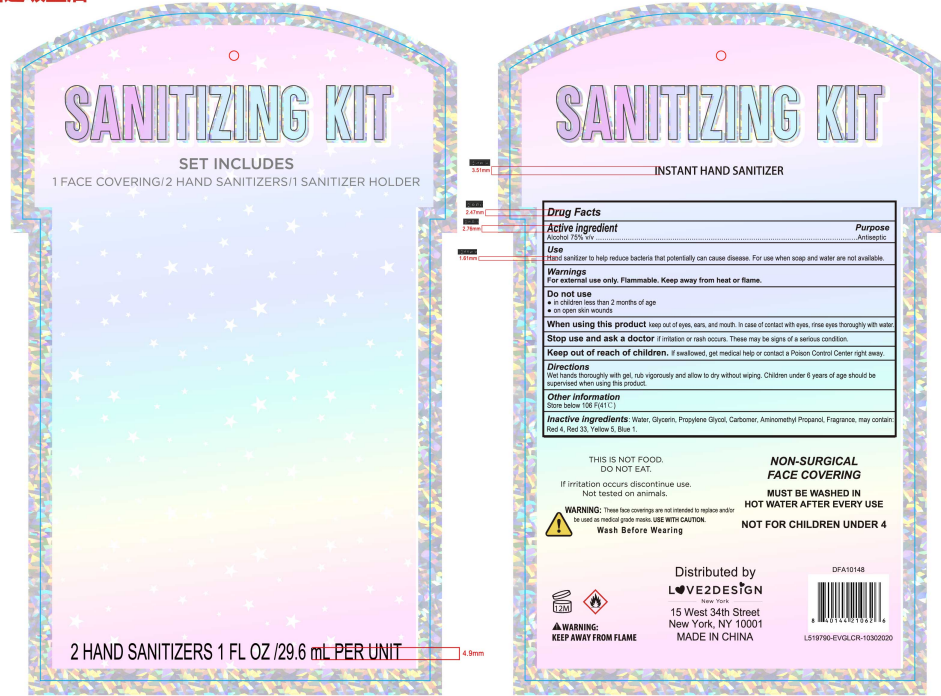 SANITIZING KIT
SET INCLUDES
1 FACE COVERING/2 HAND SANITIZERS/1 SANITIZER HOLDER
2 HAND SANITIZERS 1 FL OZ /29.6 mL PER UNIT
4.9mm
SANITIZING KIT
3.51mm
INSTANT HAND SANITIZER
2.47mm
Drug Facts
2.75mm
Active ingredient Purpose
Alcohol 75% v/v ........................................................................Antiseptic
Use
1.61mm
Hand sanitizer to help reduce bacteria that potentially can cause disease. For use when soap and water are not available.
Warnings
For external use only. Flammable. Keep away from heat or flame.
Do not use
● in children less than 2 months of age
● on open skin wounds
When using this product keep out of eyes, ears, and mouth. In case of contact with eyes, rinse eyes thoroughly with water.
Stop use and ask a doctor if irritation or rash occurs. These may be signs of a serious condition.
Keep out of reach of children. If swallowed, get medical help or contact a Poison Control Center right away.
Directions
Wet hands thoroughly with gel, rub vigorously and allow to dry without wiping. Children under 6 years of age should be
supervised when using this product.
Other information
Store below 106 F(41℃)
Inactive ingredients: Water, Glycerin, Propylene Glycol, Carbomer, Aminomethyl Propanol, Fragrance, may contain:
Red 4, Red 33, Yellow 5, Blue 1.
THIS IS NOT FOOD.
DO NOT EAT.
If irritation occurs discontinue use.
Not tested on animals.
WARNING: These face coverings are not intended to replace and/or
be used as medical grade masks. USE WITH CAUTION.
Wash Before Wearing
NON-SURGICAL
FACE COVERING
MUST BE WASHED IN
HOT WATER AFTER EVERY USE
NOT FOR CHILDREN UNDER 4
12M
WARNING:
KEEP AWAY FROM FLAME
Distributed by
LOVE2DESIGN
New York
15 West 34th Street
New York, NY 10001
MADE IN CHINA
DFA10148
8 40144 21062 6
L519790-EVGLCR-10302020